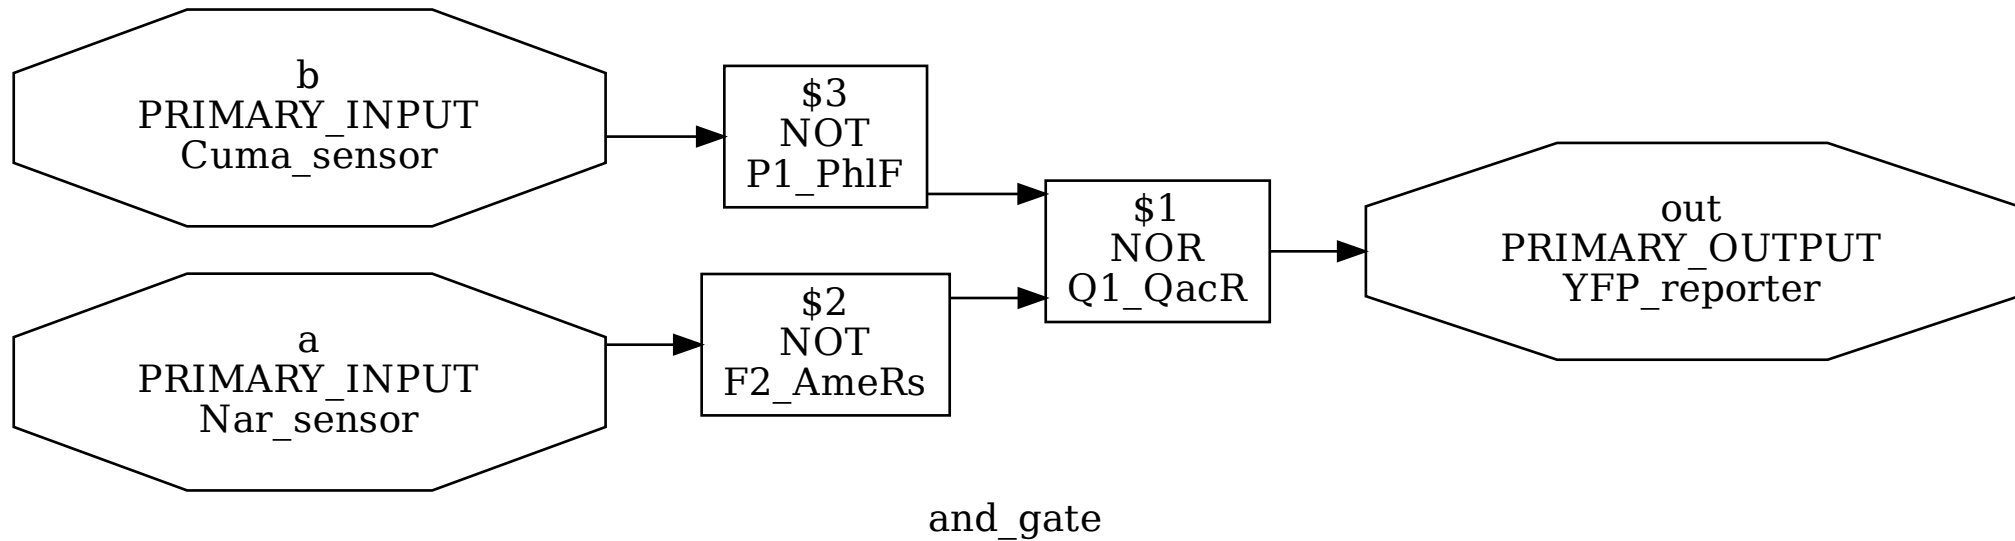 b
PRIMARY_INPUT
Cuma_sensor
$3
NOT
P1_PhlF
a
PRIMARY_INPUT
Nar_sensor
$2
NOT
F2_AmeRs
$1
NOR
Q1_QacR
out
PRIMARY_OUTPUT
YFP_reporter
and_gate